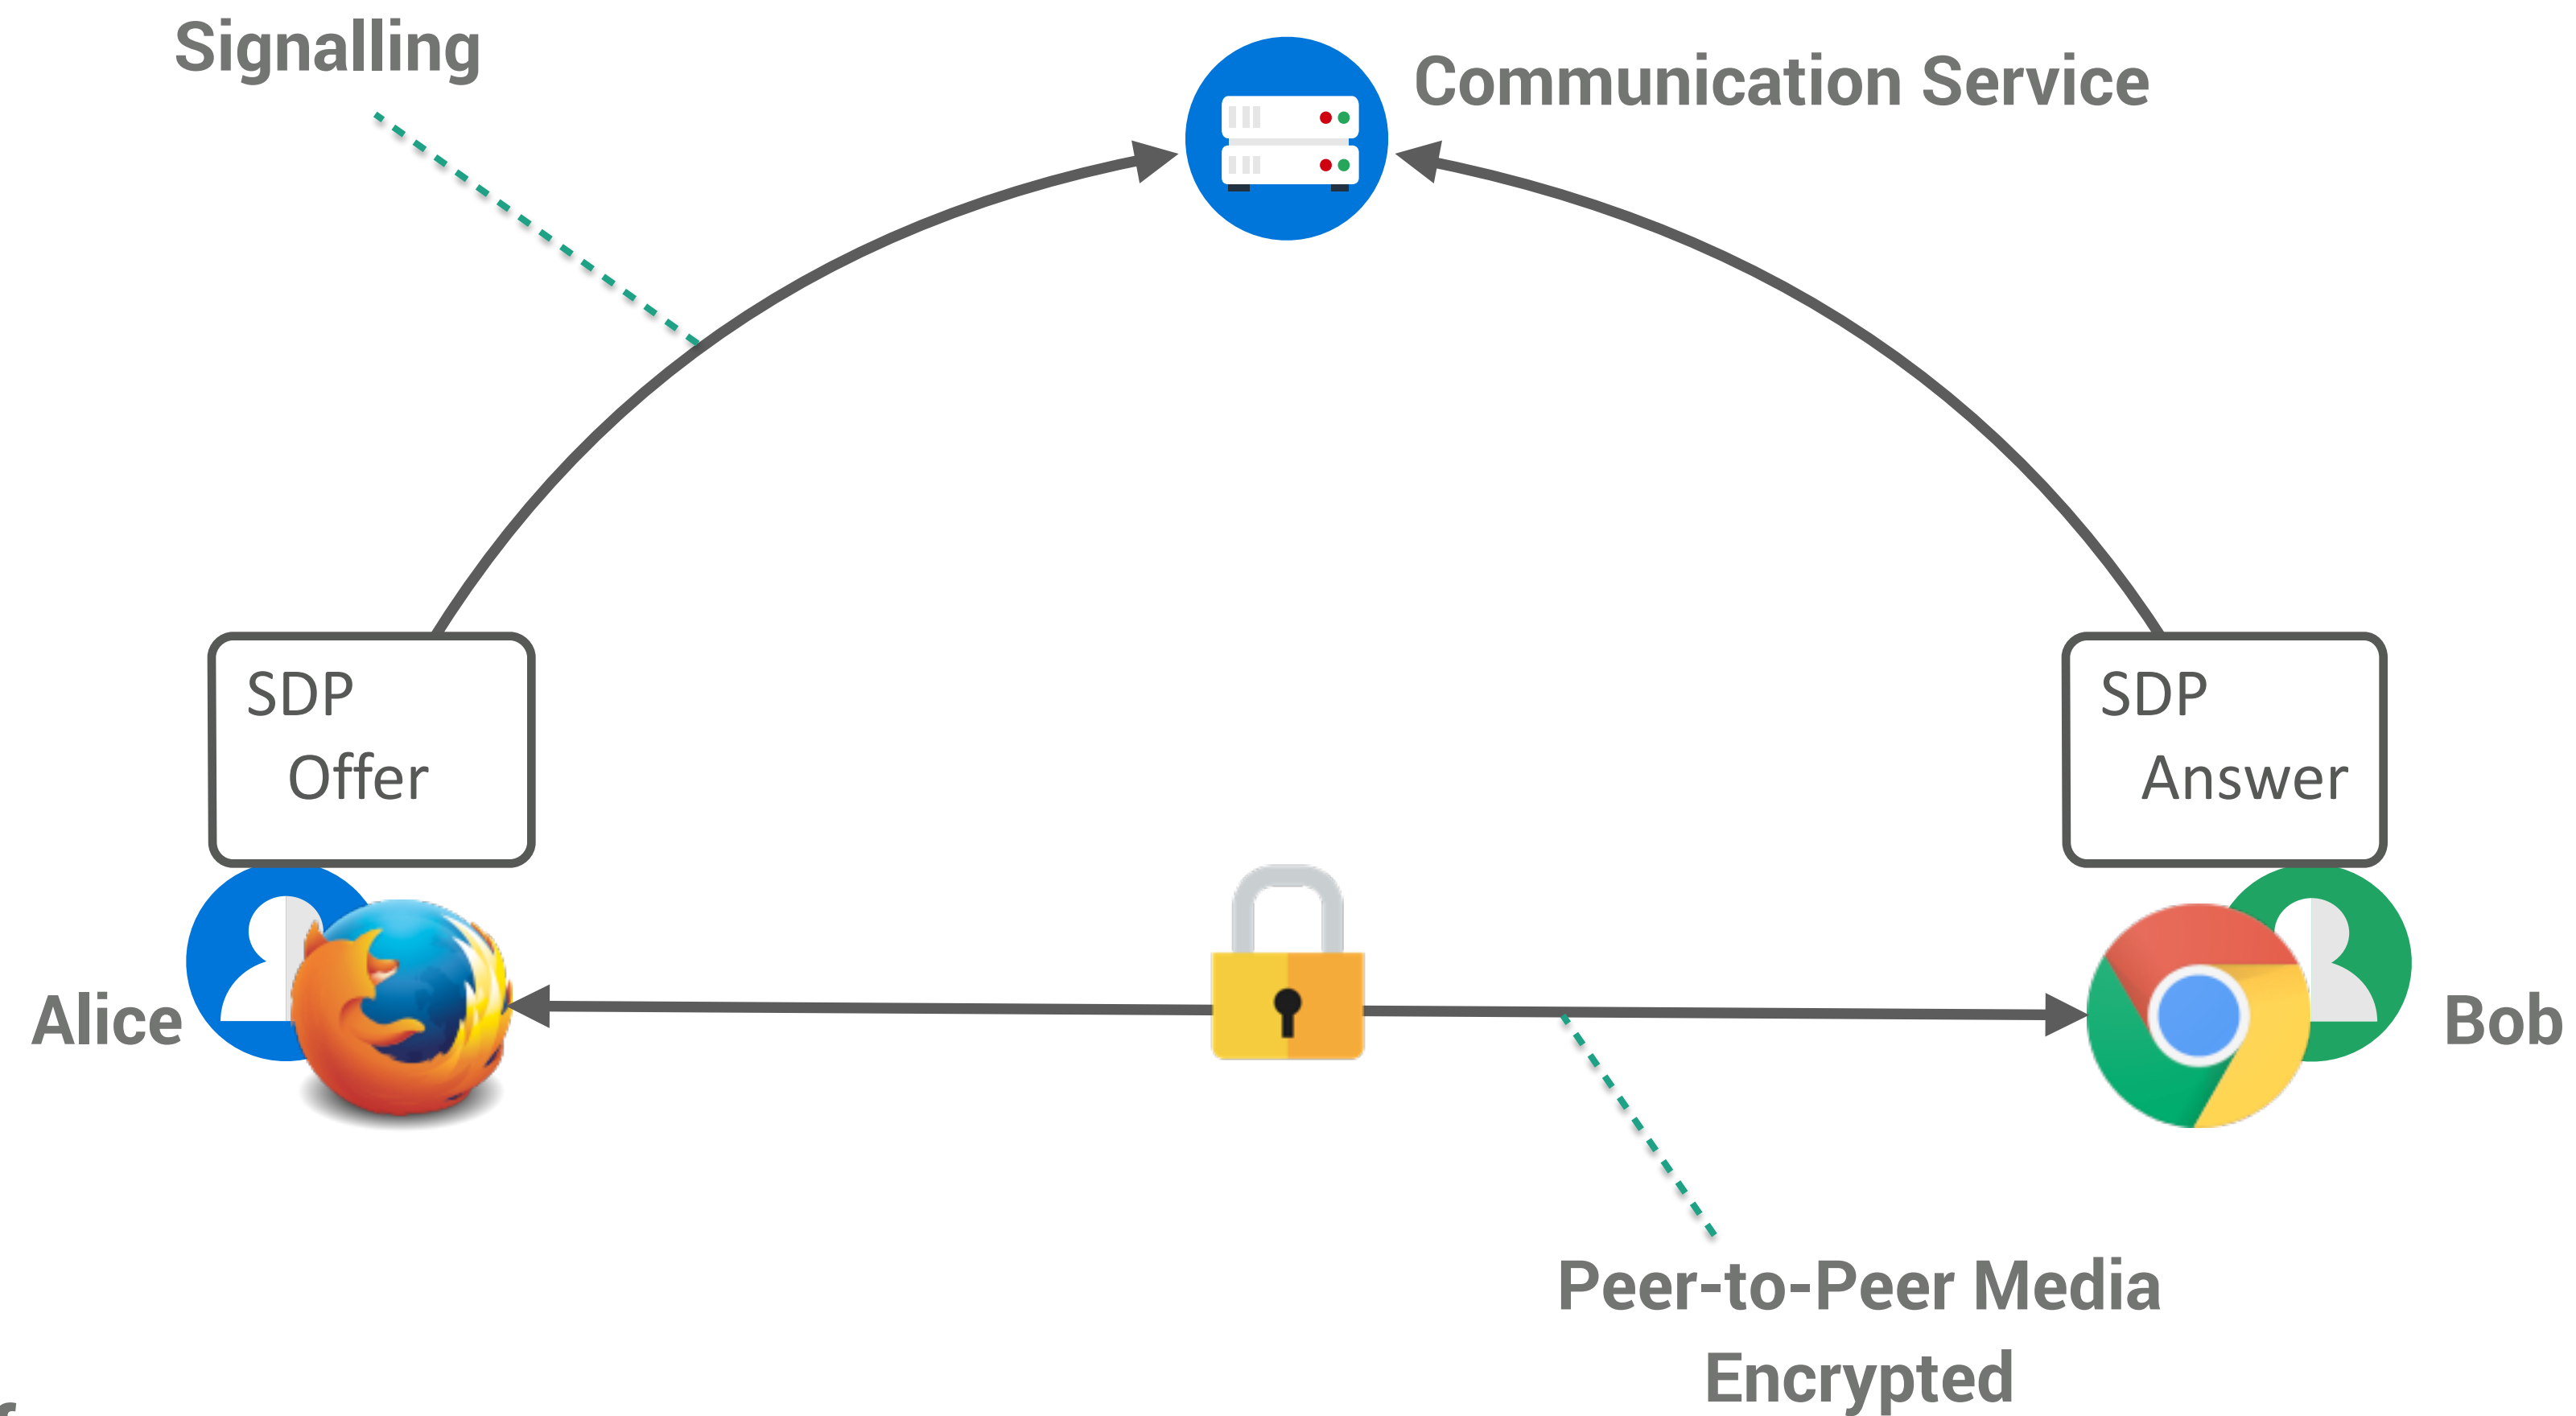 Signalling
Communication Service
SDP
Offer
SDP
Answer
Alice
Bob
Peer-to-Peer Media
Encrypted